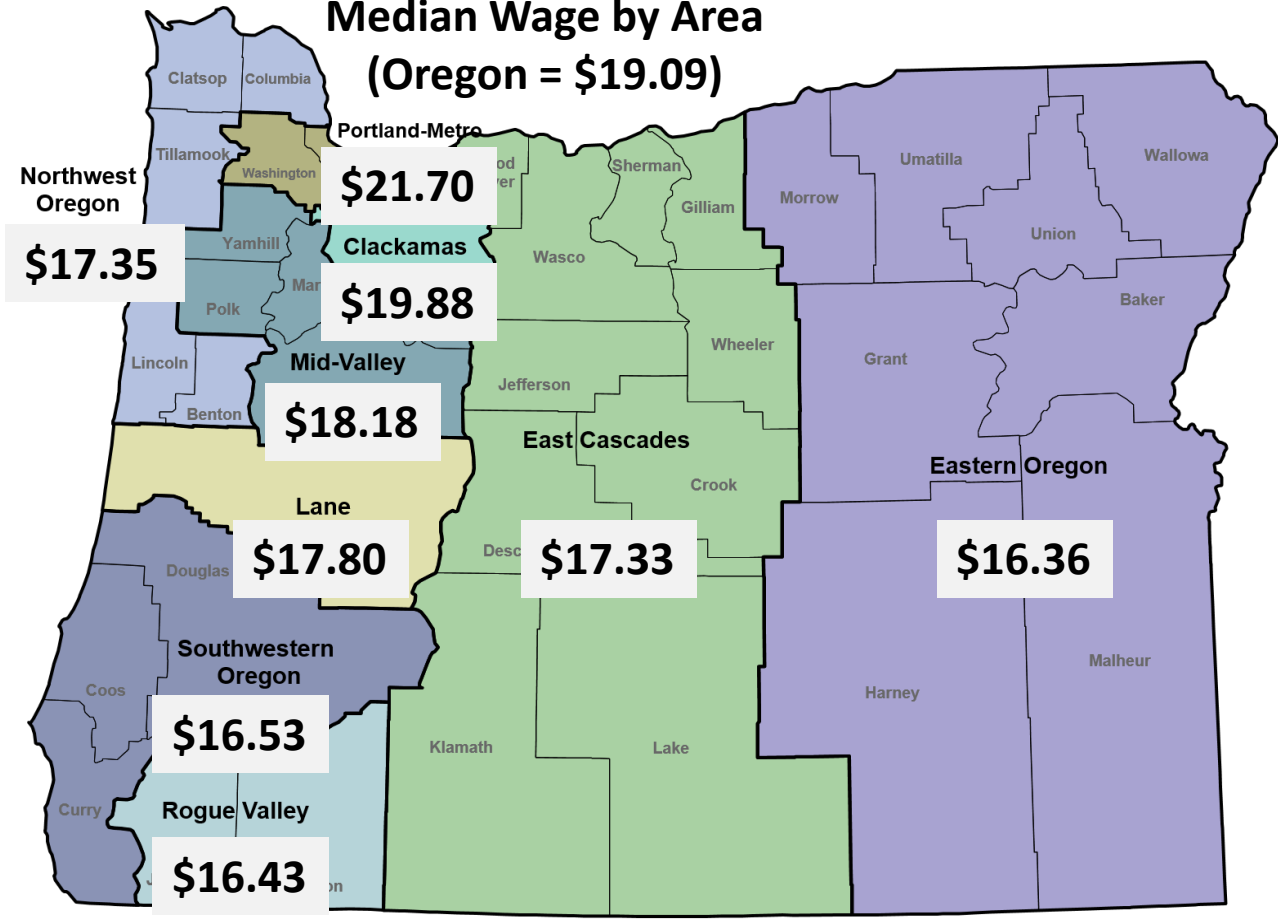 Median Wage by Area
(Oregon = $19.09)
Clatsop
Columbia
Portland-Metro
Tillamook
Washington
Northwest
Oregon
$21.70
Sherman
Gilliam
Morrow
Umatilla
Wallowa
Union
$17.35
Yamhill
Clackamas
Wasco
Polk
$19.88
Baker
Lincoln
Mid-Valley
Wheeler
Grant
Jefferson
Benton
$18.18
East Cascades
Eastern Oregon
Crook
Lane
Douglas
$17.80
$17.33
$16.36
Southwestern
Oregon
Coos
Malheur
Harney
$16.53
Klamath
Lake
Curry
Rogue Valley
$16.43